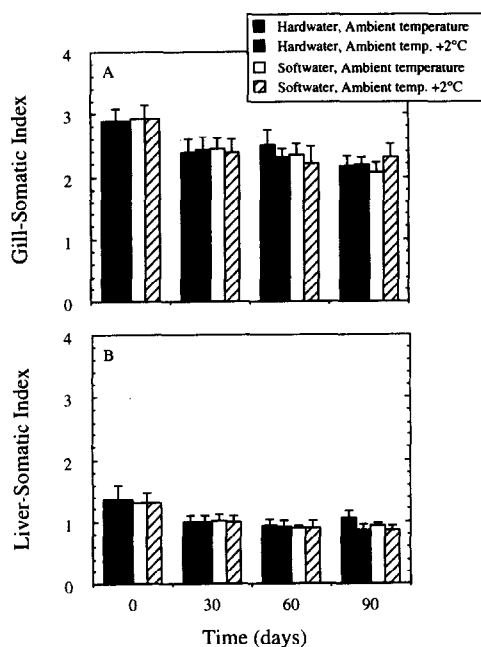 Hardwater, Ambient temperature
Hardwater, Ambient temp. +2°C
Softwater, Ambient temperature
Softwater, Ambient temp. +2°C
A
Gill-Somatic Index
4
3
2
1
0
B
Liver-Somatic Index
4
3
2
1
0
0 30 60 90
Time (days)